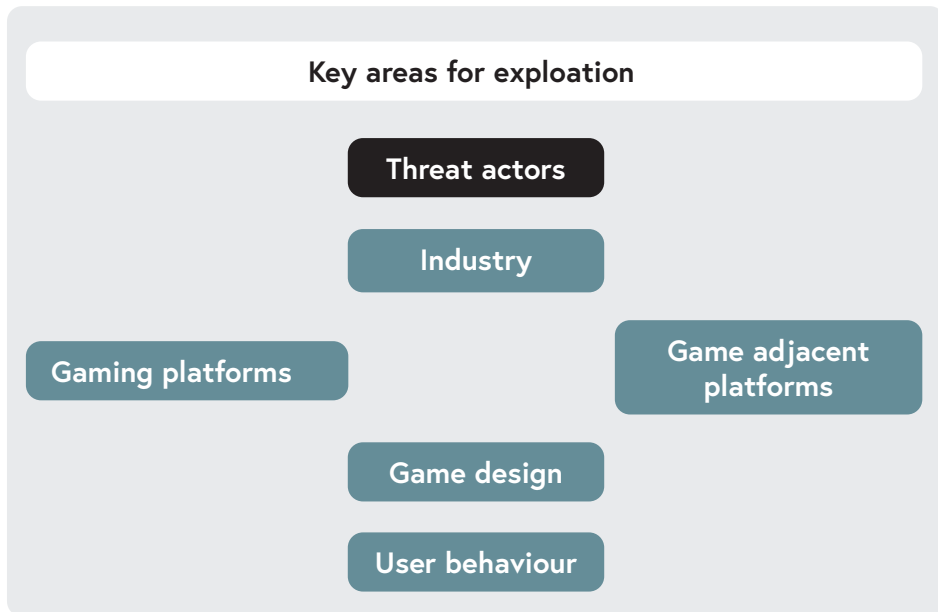 Key areas for exploation
Threat actors
Industry
Gaming platforms
Game adjacent
platforms
Game design
User behaviour